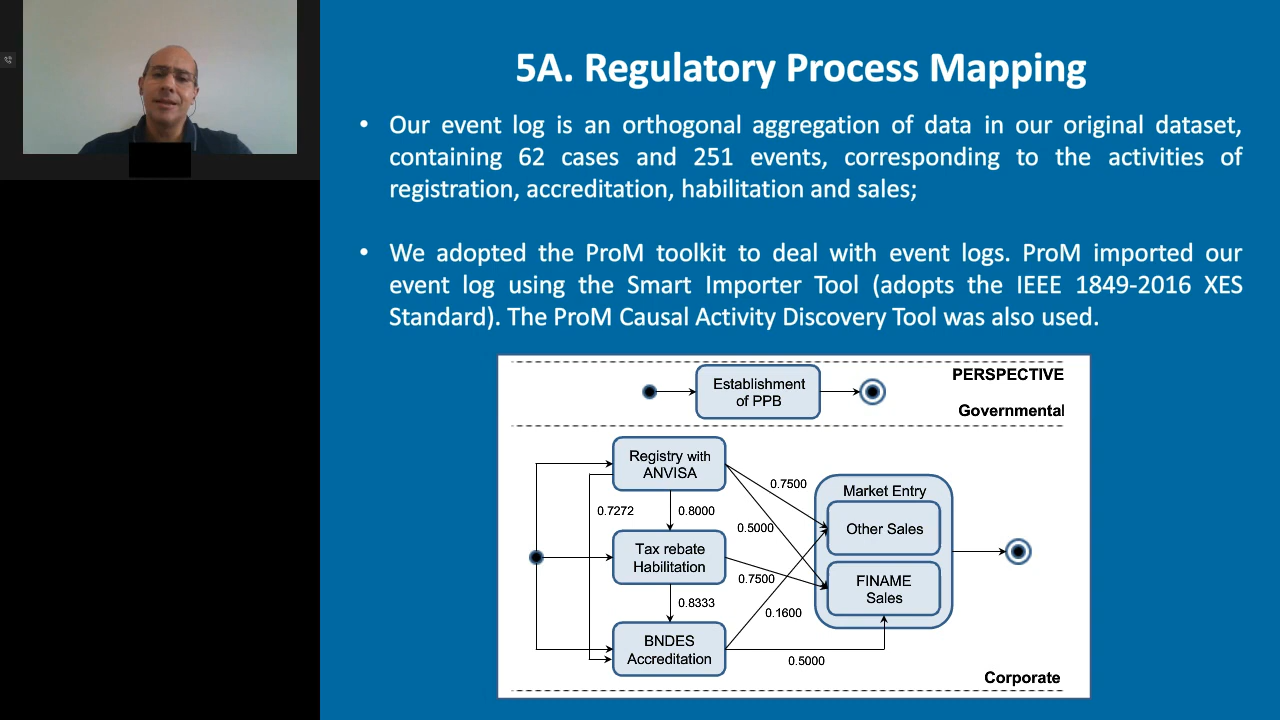 5A. Regulatory Process Mapping
• Our event log is an orthogonal aggregation of data in our original dataset,
containing 62 cases and 251 events, corresponding to the activities of
registration, accreditation, habilitation and sales;
• We adopted the ProM toolkit to deal with event logs. ProM imported our
event log using the Smart Importer Tool (adopts the IEEE 1849-2016 XES
Standard). The ProM Causal Activity Discovery Tool was also used.
PERSPECTIVE
Establishment
of PPB
Governmental
Registry with
ANVISA
0.7500
Market Entry
0.7272
0.8000
0.5000
Other Sales
Tax rebate
Habilitation
0.7500
FINAME
Sales
0.8333
0.1600
BNDES
Accreditation
0.5000
Corporate